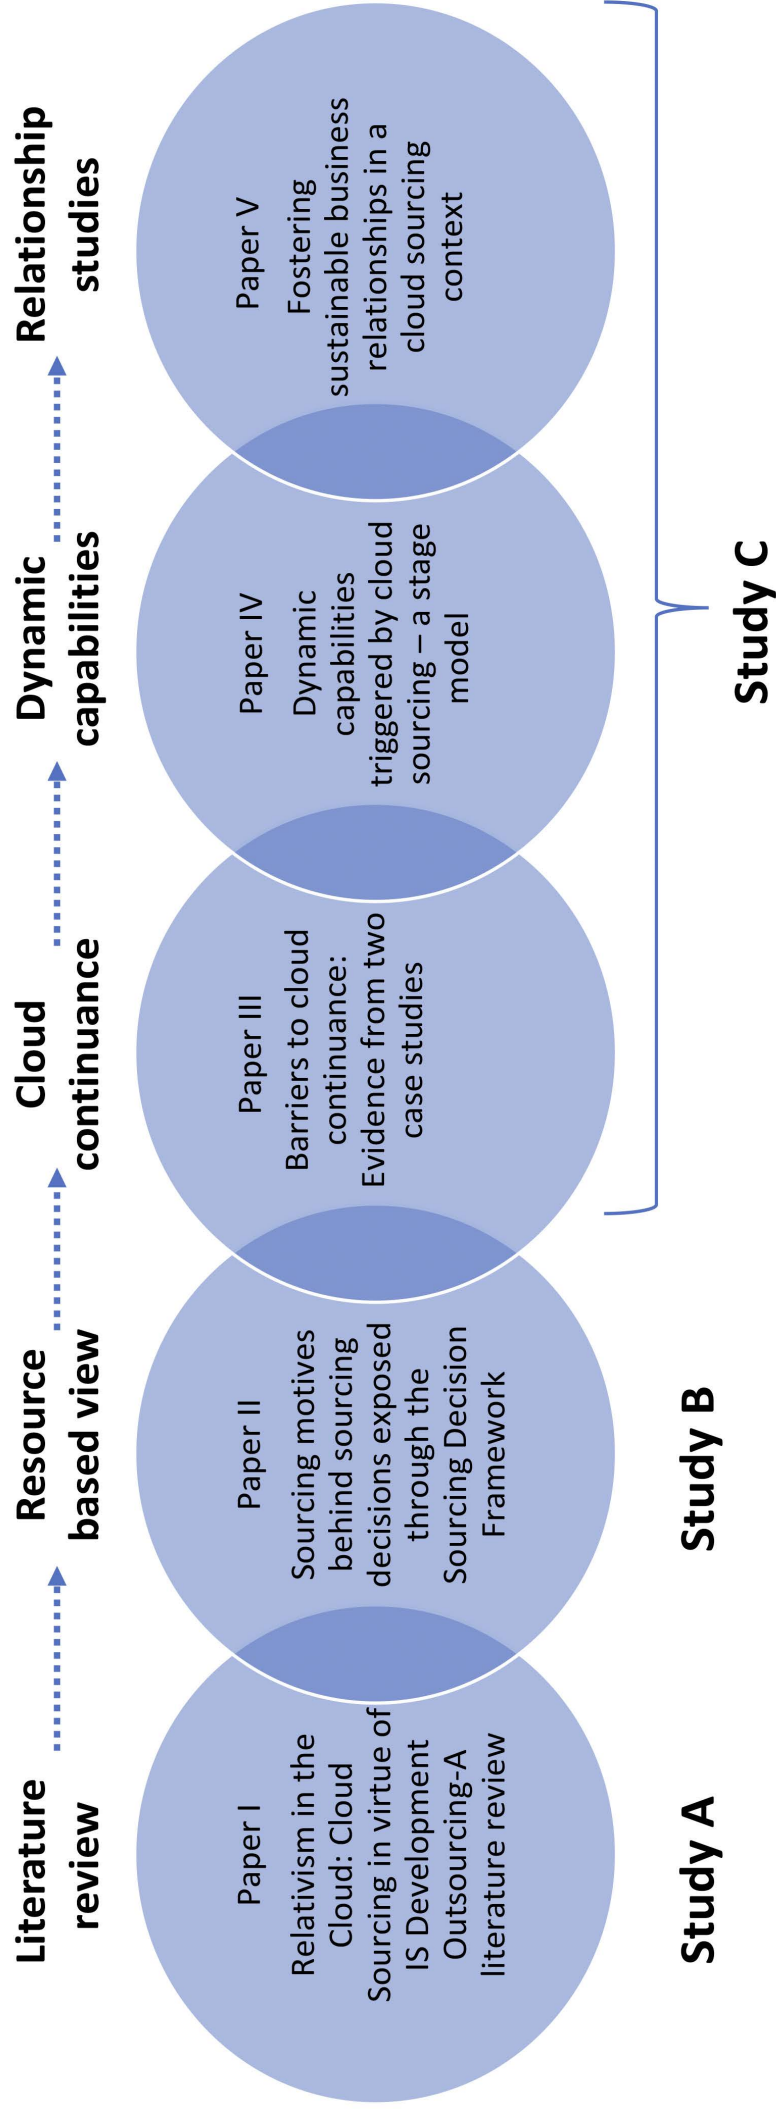 Literature
review
Resource
based view
Cloud
continuance
Dynamic
capabilities
Relationship
studies
Paper I
Relativism in the
Cloud: Cloud
Sourcing in virtue of
IS Development
Outsourcing-A
literature review
Paper II
Sourcing motives
behind sourcing
decisions exposed
through the
Sourcing Decision
Framework
Paper III
Barriers to cloud
continuance:
Evidence from two
case studies
Paper IV
Dynamic
capabilities
triggered by cloud
sourcing – a stage
model
Paper V
Fostering
sustainable business
relationships in a
cloud sourcing
context
Study A
Study B
Study C